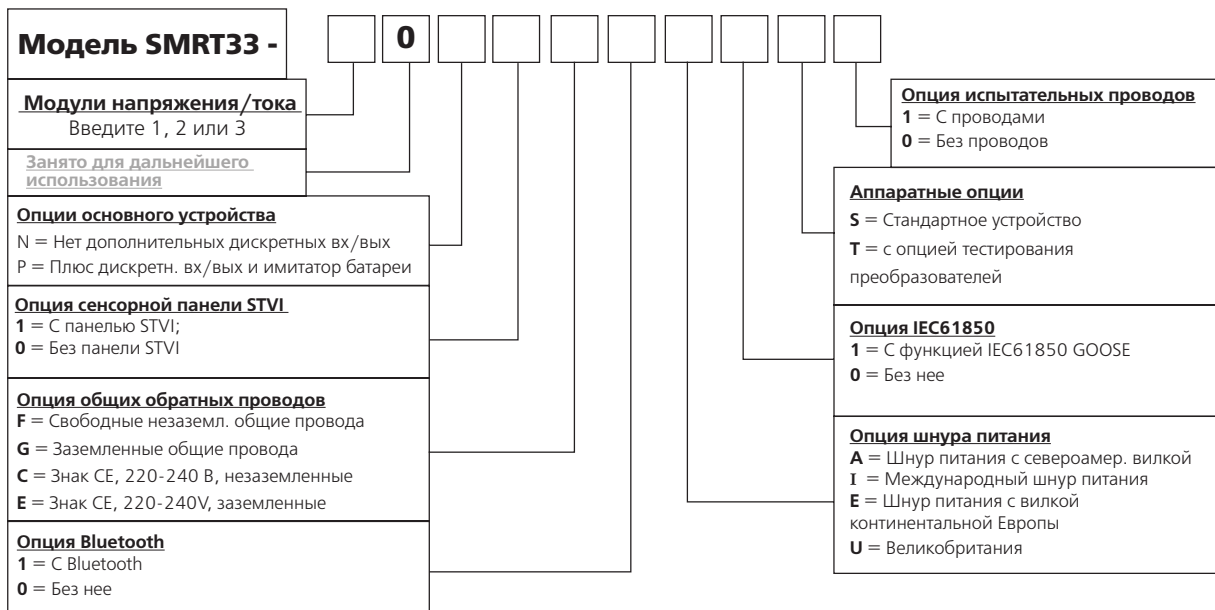 Модель SMRT33 - 0
Модули напряжения/тока
Введите 1, 2 или 3
Занято для дальнейшего
использования
Опции основного устройства
N = Нет дополнительных дискретных вх/вых
P = Плюс дискретн. вх/вых и имитатор батареи
Опция сенсорной панели STVI
1 = С панелью STVI;
0 = Без панели STVI
Опция общих обратных проводов
F = Свободные незаземл. общие провода
G = Заземленные общие провода
C = Знак CE, 220-240 В, незаземленные
E = Знак CE, 220-240V, заземленные
Опция Bluetooth
1 = С Bluetooth
0 = Без нее
Опция испытательных проводов
1 = С проводами
0 = Без проводов
Аппаратные опции
S = Стандартное устройство
T = с опцией тестирования
преобразователей
Опция IEC61850
1 = С функцией IEC61850 GOOSE
0 = Без нее
Опция шнура питания
A = Шнур питания с североамер. вилкой
I = Международный шнур питания
E = Шнур питания с вилкой
континентальной Европы
U = Великобритания